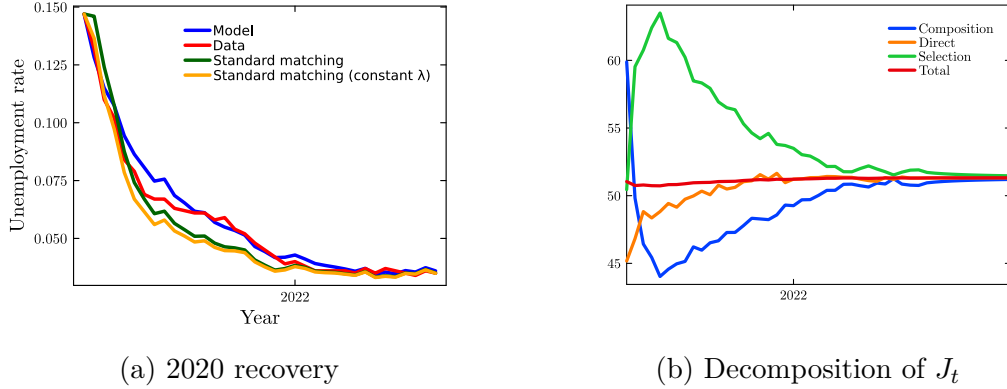 0.150
0.125
0.100
0.075
0.050
Unemployment rate
Model
Data
Standard matching
Standard matching (constant λ)
2022
Year
(a) 2020 recovery
60
55
50
45
Composition
Direct
Selection
Total
2022
(b) Decomposition of J_t